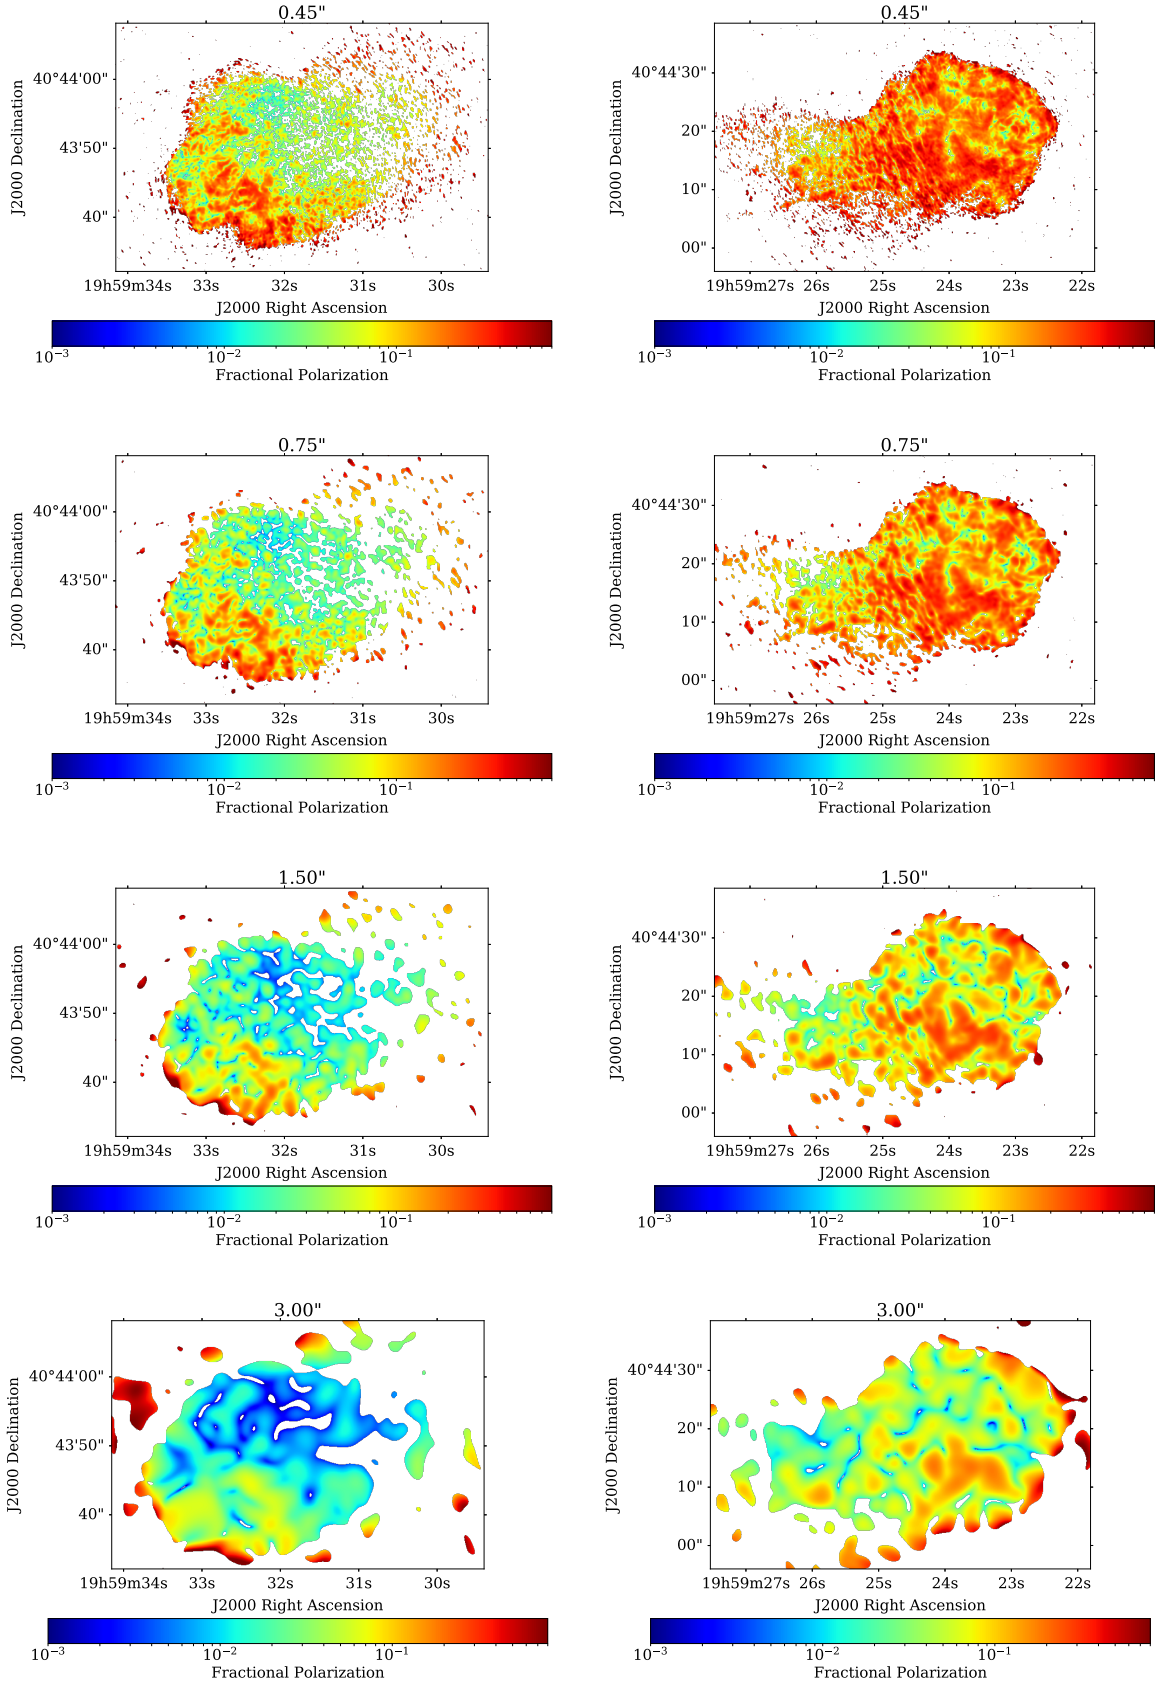 0.45"
40°44'00"
43'50"
40"
J2000 Declination
19h59m34s 33s 32s 31s 30s
J2000 Right Ascension
10⁻³ 10⁻² 10⁻¹
Fractional Polarization
0.45"
40°44'30"
20"
10"
00"
J2000 Declination
19h59m27s 26s 25s 24s 23s 22s
J2000 Right Ascension
10⁻³ 10⁻² 10⁻¹
Fractional Polarization
0.75"
40°44'00"
43'50"
40"
J2000 Declination
19h59m34s 33s 32s 31s 30s
J2000 Right Ascension
10⁻³ 10⁻² 10⁻¹
Fractional Polarization
0.75"
40°44'30"
20"
10"
00"
J2000 Declination
19h59m27s 26s 25s 24s 23s 22s
J2000 Right Ascension
10⁻³ 10⁻² 10⁻¹
Fractional Polarization
1.50"
40°44'00"
43'50"
40"
J2000 Declination
19h59m34s 33s 32s 31s 30s
J2000 Right Ascension
10⁻³ 10⁻² 10⁻¹
Fractional Polarization
1.50"
40°44'30"
20"
10"
00"
J2000 Declination
19h59m27s 26s 25s 24s 23s 22s
J2000 Right Ascension
10⁻³ 10⁻² 10⁻¹
Fractional Polarization
3.00"
40°44'00"
43'50"
40"
J2000 Declination
19h59m34s 33s 32s 31s 30s
J2000 Right Ascension
10⁻³ 10⁻² 10⁻¹
Fractional Polarization
3.00"
40°44'30"
20"
10"
00"
J2000 Declination
19h59m27s 26s 25s 24s 23s 22s
J2000 Right Ascension
10⁻³ 10⁻² 10⁻¹
Fractional Polarization